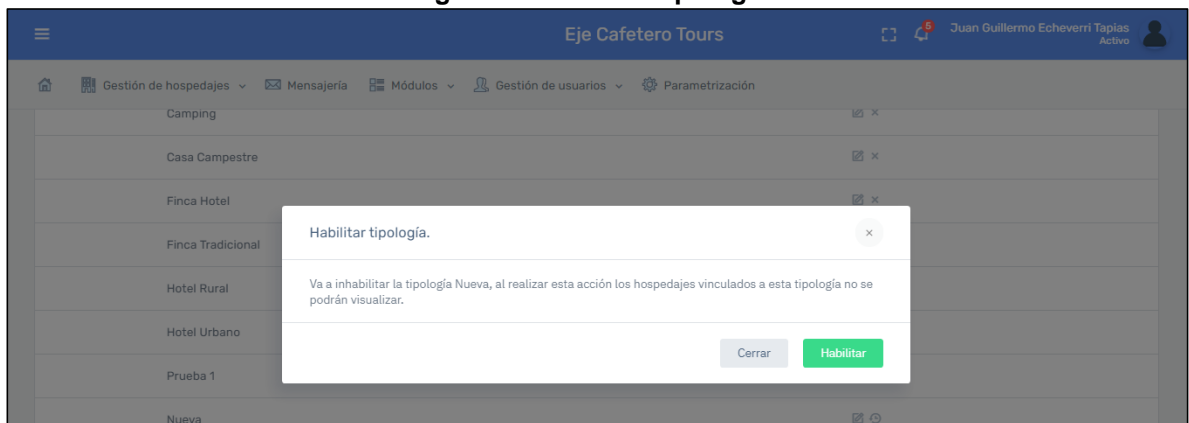 Eje Cafetero Tours
5
Juan Guillermo Echeverri Tapias
Activo
Gestión de hospedajes
Mensajería
Módulos
Gestión de usuarios
Parametrización
Camping
Casa Campestre
Finca Hotel
Finca Tradicional
Hotel Rural
Hotel Urbano
Prueba 1
Nueva
Habilitar tipología.
Va a inhabilitar la tipología Nueva, al realizar esta acción los hospedajes vinculados a esta tipología no se
podrán visualizar.
Cerrar
Habilitar